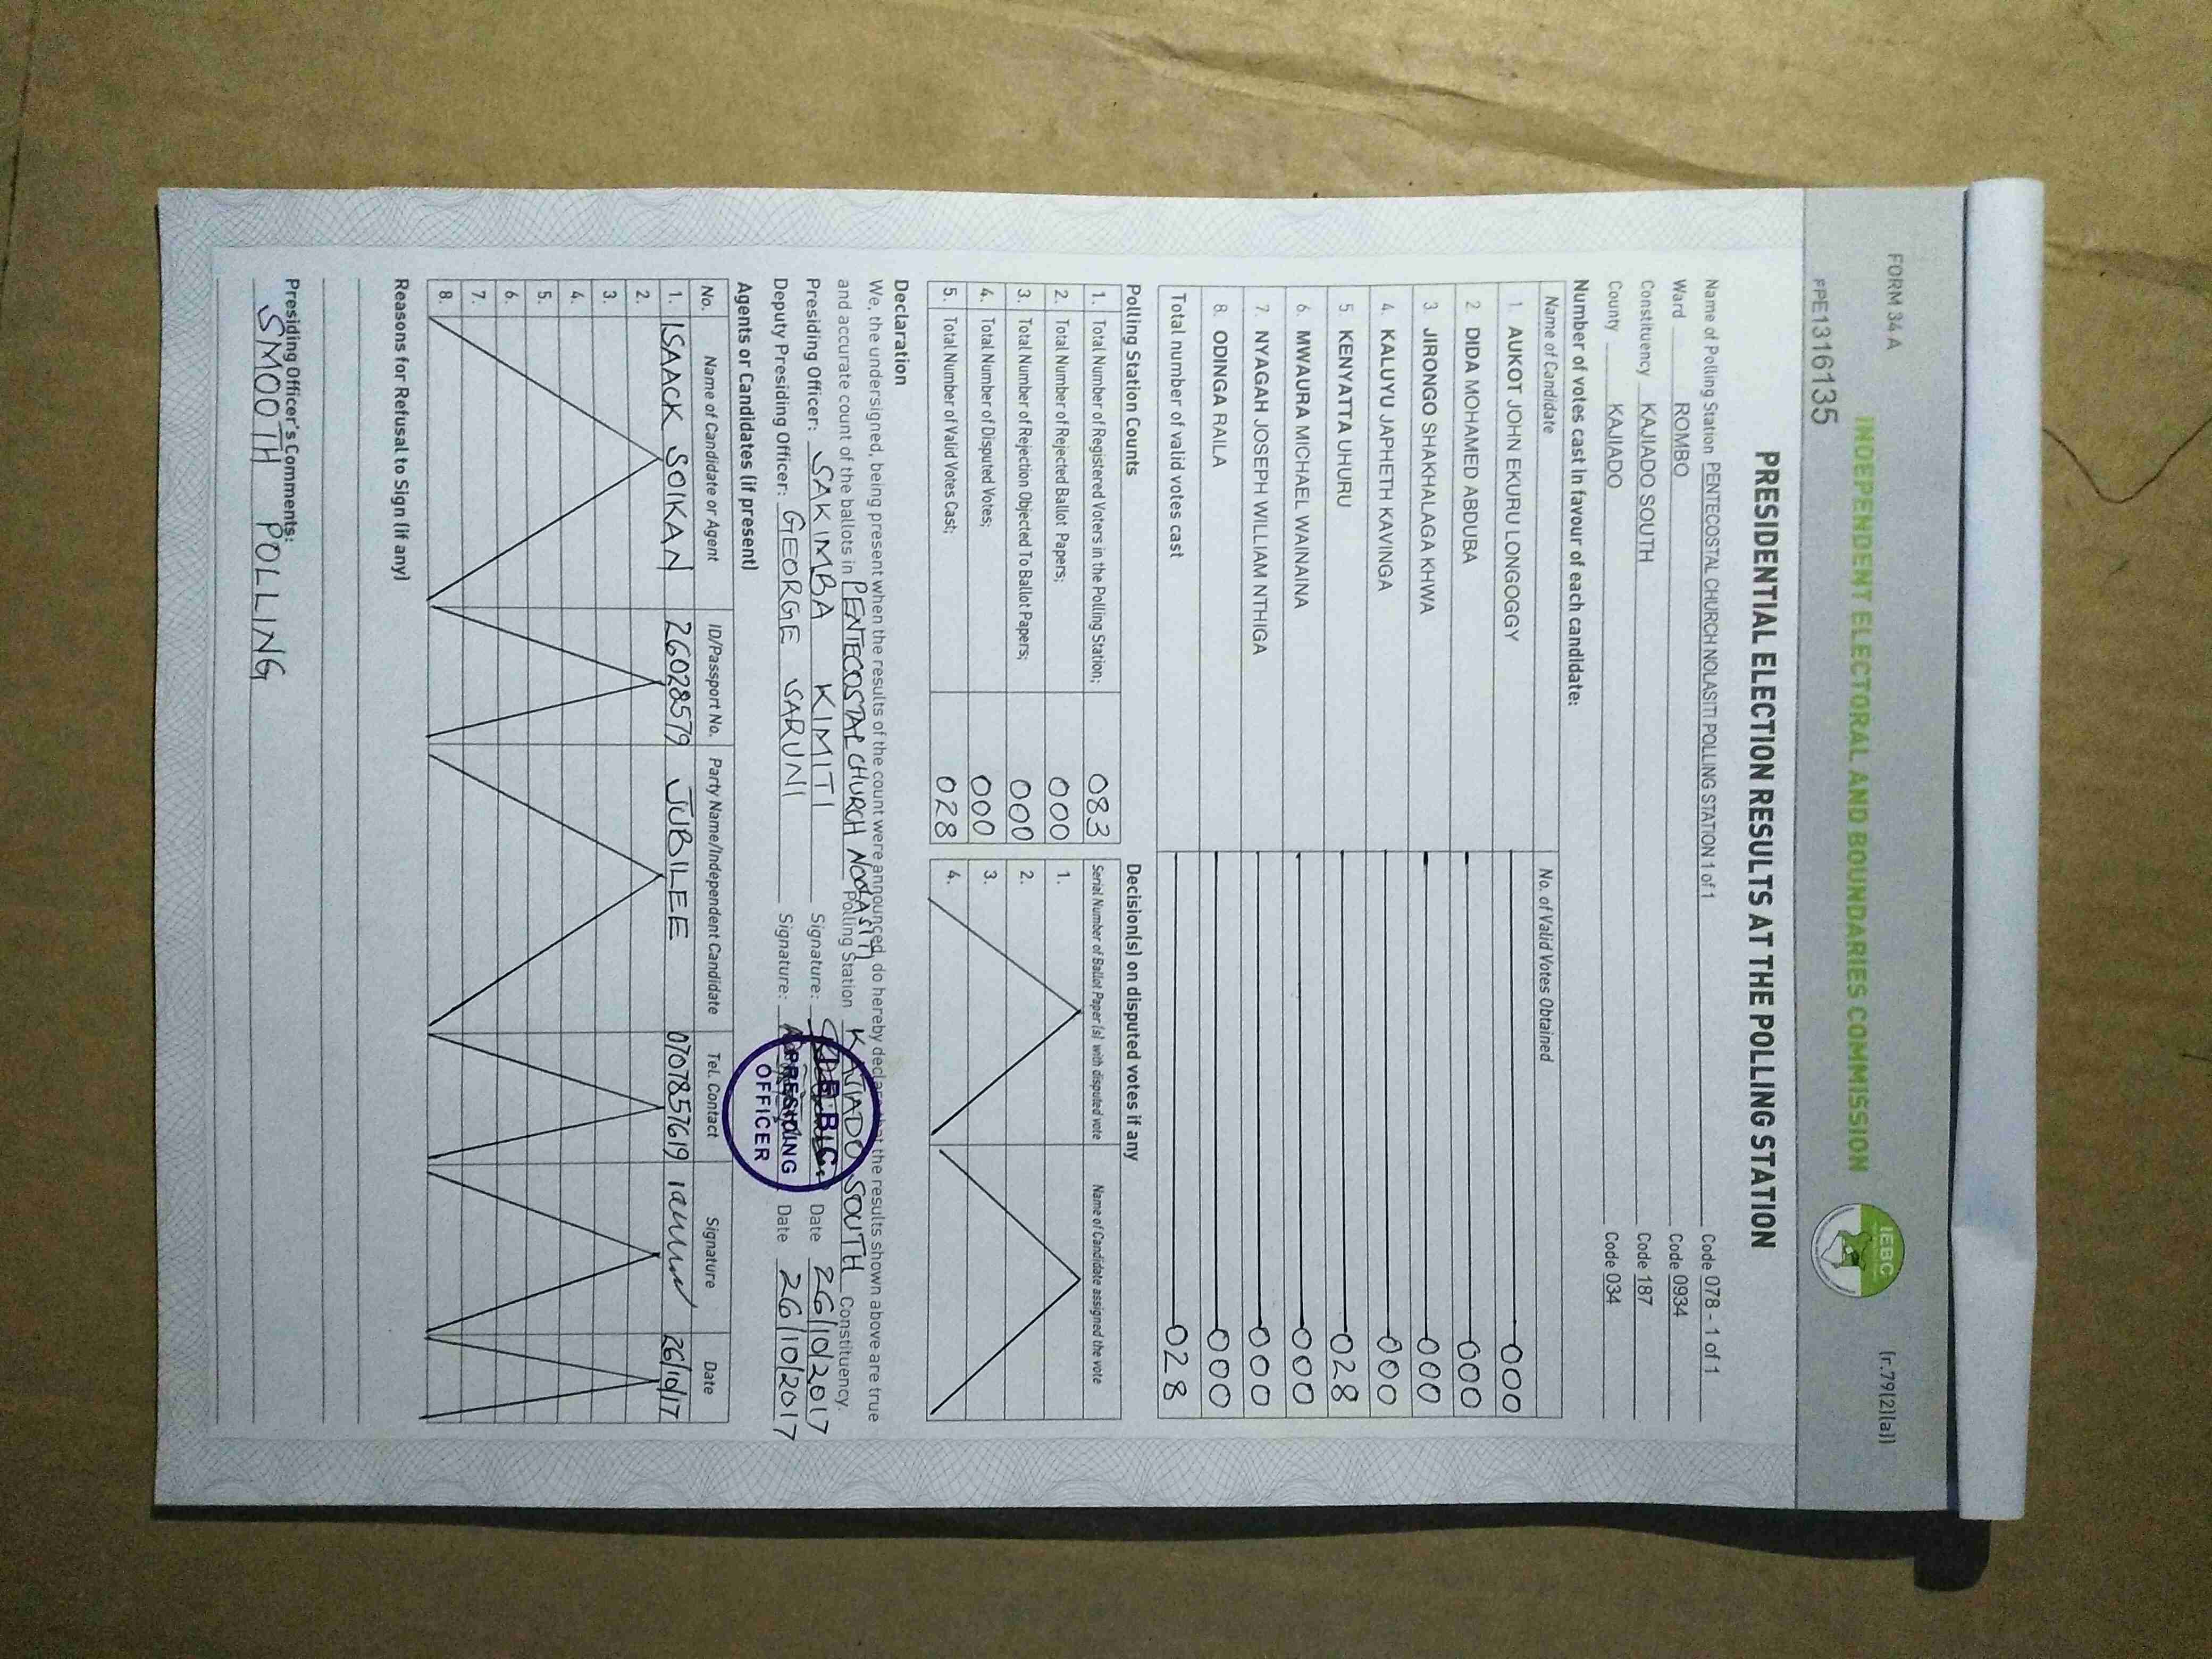 FORM 34 A
(r.79(2)(a))
INDEPENDENT ELECTORAL AND BOUNDARIES COMMISSION
IEBC
PPE1316135
PRESIDENTIAL ELECTION RESULTS AT THE POLLING STATION
Name of Polling Station PENTECOSTAL CHURCH NOLASITI POLLING STATION 1 of 1 Code 078 - 1 of 1
Ward ROMBO Code 0934
Constituency KAJIADO SOUTH Code 187
County KAJIADO Code 034
Number of votes cast in favour of each candidate:
Name of Candidate No. of Valid Votes Obtained
1. AUKOT JOHN EKURU LONGOGGY 000
2 DIDA MOHAMED ABDUBA 000
3 JIRONGO SHAKHALAGA KHWA 000
4. KALUYU JAPHETH KAVINGA 000
5 KENYATTA UHURU 028
6. MWAURA MICHAEL WAINAINA 000
7. NYAGAH JOSEPH WILLIAM NTHIGA 000
8. ODINGA RAILA 000
Total number of valid votes cast 028
Polling Station Counts
1. Total Number of Registered Voters in the Polling Station; 083
2. Total Number of Rejected Ballot Papers; 000
3. Total Number of Rejection Objected To Ballot Papers; 000
4. Total Number of Disputed Votes; 000
5. Total Number of Valid Votes Cast; 028
Decision(s) on disputed votes if any
Serial Number of Ballot Paper (s) with disputed vote Name of Candidate assigned the vote
1.
2.
3.
4.
Declaration
We, the undersigned, being present when the results of the count were announced, do hereby declare that the results shown above are true
and accurate count of the ballots in PENTECOSTAL CHURCH Polling Station KAJIADO SOUTH Constituency.
Presiding Officer: SAKIMBA KIMITI Signature: Date 26/10/2017
Deputy Presiding Officer: GEORGE SARUNI Signature: Date 26/10/2017
PRESIDING
OFFICER
Agents or Candidates (if present)
No. Name of Candidate or Agent ID/Passport No. Party Name/Independent Candidate Tel. Contact Signature Date
1. ISAACK SOIKAN 26028579 JUBILEE 0707857619 26/10/17
2.
3.
4.
5.
6.
7.
8.
Reasons for Refusal to Sign (if any)
Presiding Officer's Comments:
SMOOTH POLLING